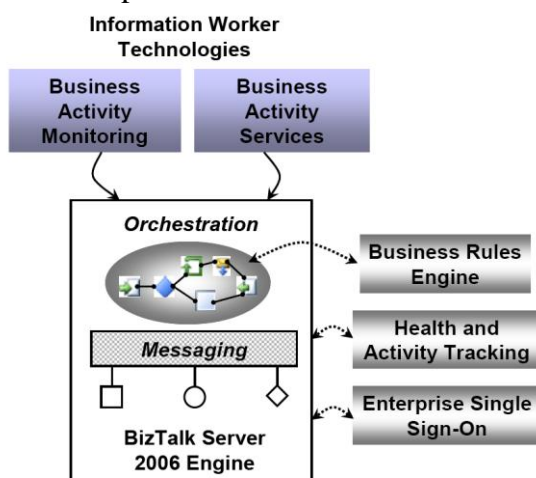 Information Worker
Technologies
Business
Activity
Monitoring
Business
Activity
Services
Orchestration
Business Rules
Engine
Messaging
Health and
Activity Tracking
Enterprise Single
Sign-On
BizTalk Server
2006 Engine